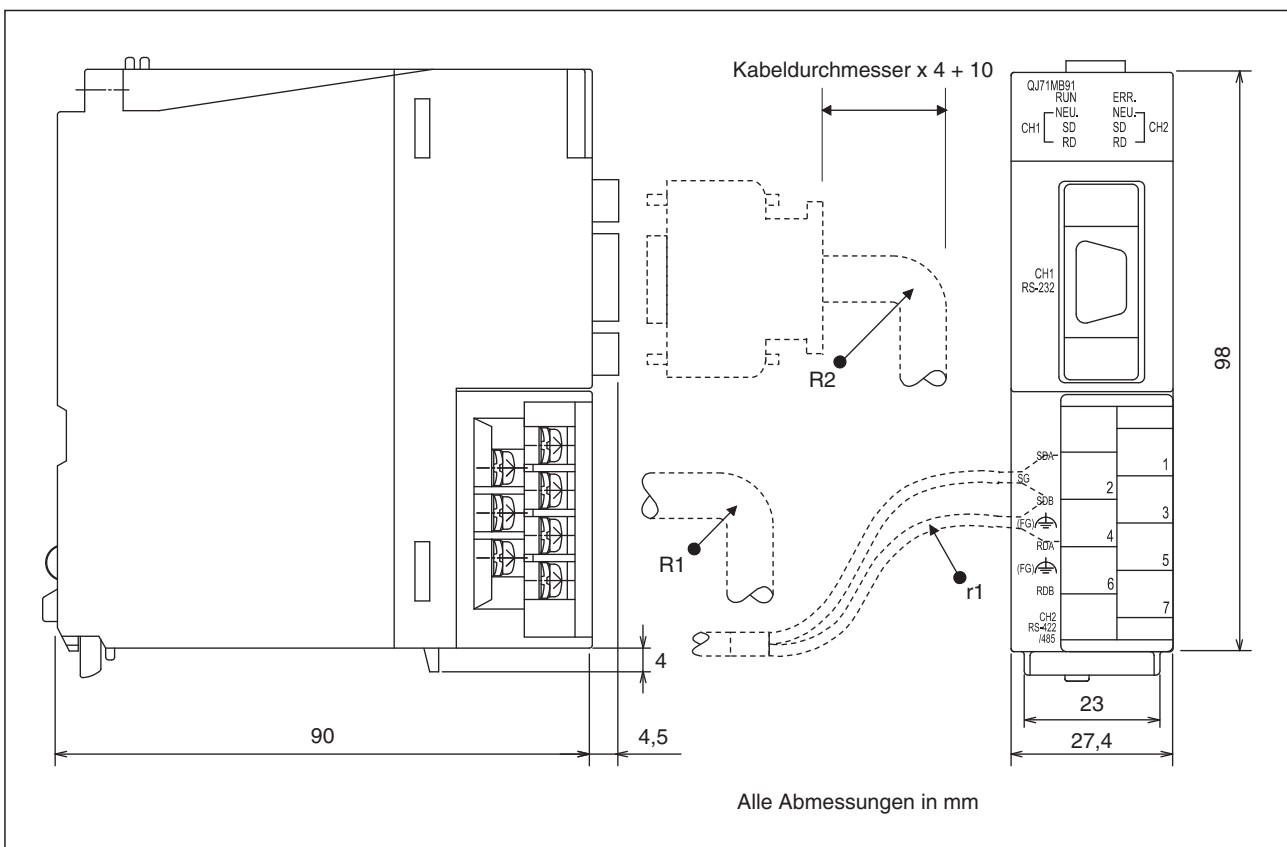 Kabeldurchmesser x 4 + 10
QJ71MB91
RUN ERR.
NEU. NEU.
CH1 SD SD CH2
RD RD
CH1
RS-232
98
R2
R1
r1
SDA
SG
SDB
(FG)
RDA
(FG)
RDB
CH2
RS-422
/485
1
2
3
4
5
6
7
4
90
4,5
23
27,4
Alle Abmessungen in mm